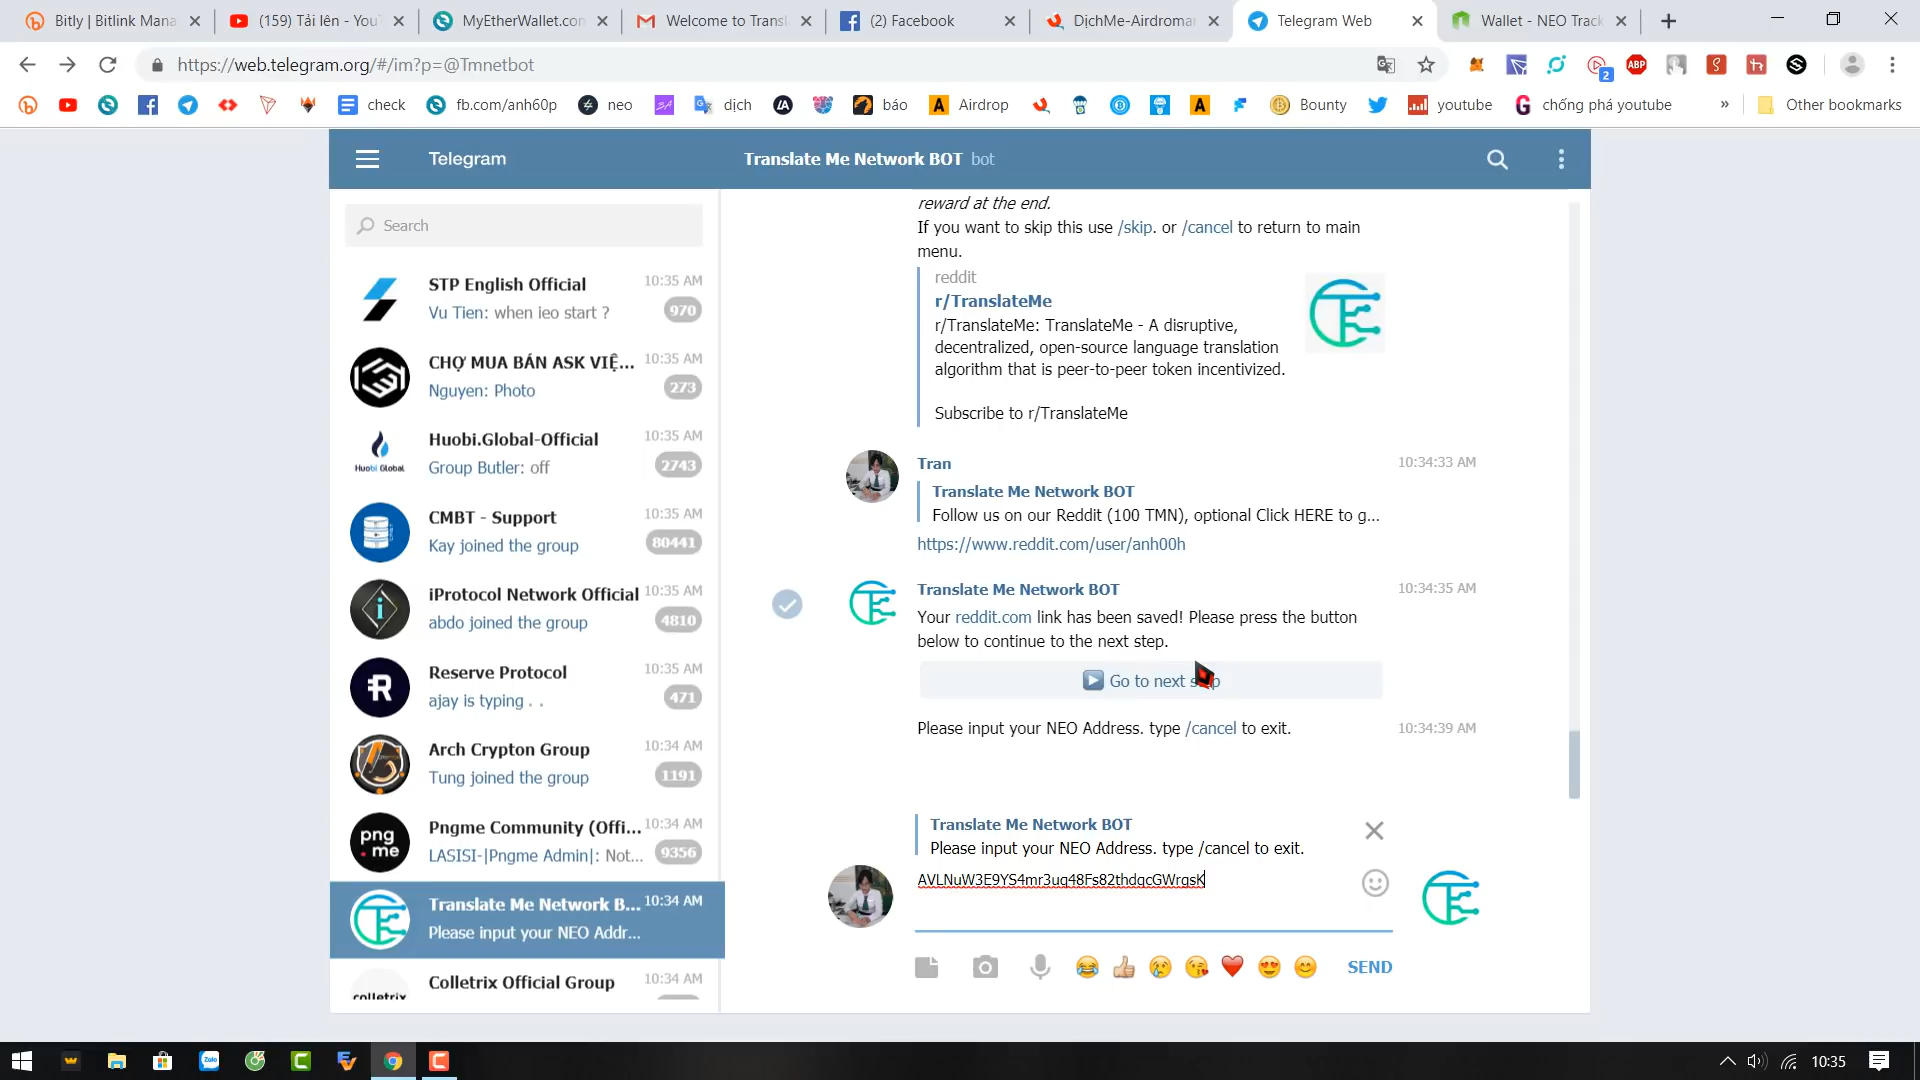 Bitly | Bitlink Mana
(159) Tải lên - YouT
MyEtherWallet.com
Welcome to Transl
(2) Facebook
DịchMe-Airdroman
Telegram Web
Wallet - NEO Track
https://web.telegram.org/#/im?p=@Tmnetbot
2
ABP
check
fb.com/anh60p
neo
dịch
báo
Airdrop
Bounty
youtube
chống phá youtube
»
Other bookmarks
Telegram
Translate Me Network BOT bot
Search
STP English Official 10:35 AM
Vu Tien: when ieo start ? 970
CHỢ MUA BÁN ASK VIỆ... 10:35 AM
Nguyen: Photo 273
Huobi Global
Huobi.Global-Official 10:35 AM
Group Butler: off 2743
CMBT - Support 10:35 AM
Kay joined the group 80441
iProtocol Network Official 10:35 AM
abdo joined the group 4810
Reserve Protocol 10:35 AM
ajay is typing . . 471
Arch Crypton Group 10:34 AM
Tung joined the group 1191
png
.me
Pngme Community (Offi... 10:34 AM
LASISI-|Pngme Admin|: Not... 9356
Translate Me Network B... 10:34 AM
Please input your NEO Addr...
colletrix
Colletrix Official Group 10:34 AM
reward at the end.
If you want to skip this use /skip. or /cancel to return to main
menu.
reddit
r/TranslateMe
r/TranslateMe: TranslateMe - A disruptive,
decentralized, open-source language translation
algorithm that is peer-to-peer token incentivized.
Subscribe to r/TranslateMe
Tran 10:34:33 AM
Translate Me Network BOT
Follow us on our Reddit (100 TMN), optional Click HERE to g...
https://www.reddit.com/user/anh00h
Translate Me Network BOT 10:34:35 AM
Your reddit.com link has been saved! Please press the button
below to continue to the next step.
Go to next step
Please input your NEO Address. type /cancel to exit. 10:34:39 AM
Translate Me Network BOT
Please input your NEO Address. type /cancel to exit.
AVLNuW3E9YS4mr3uq48Fs82thdqcGWrgsK
SEND
Zalo
10:35